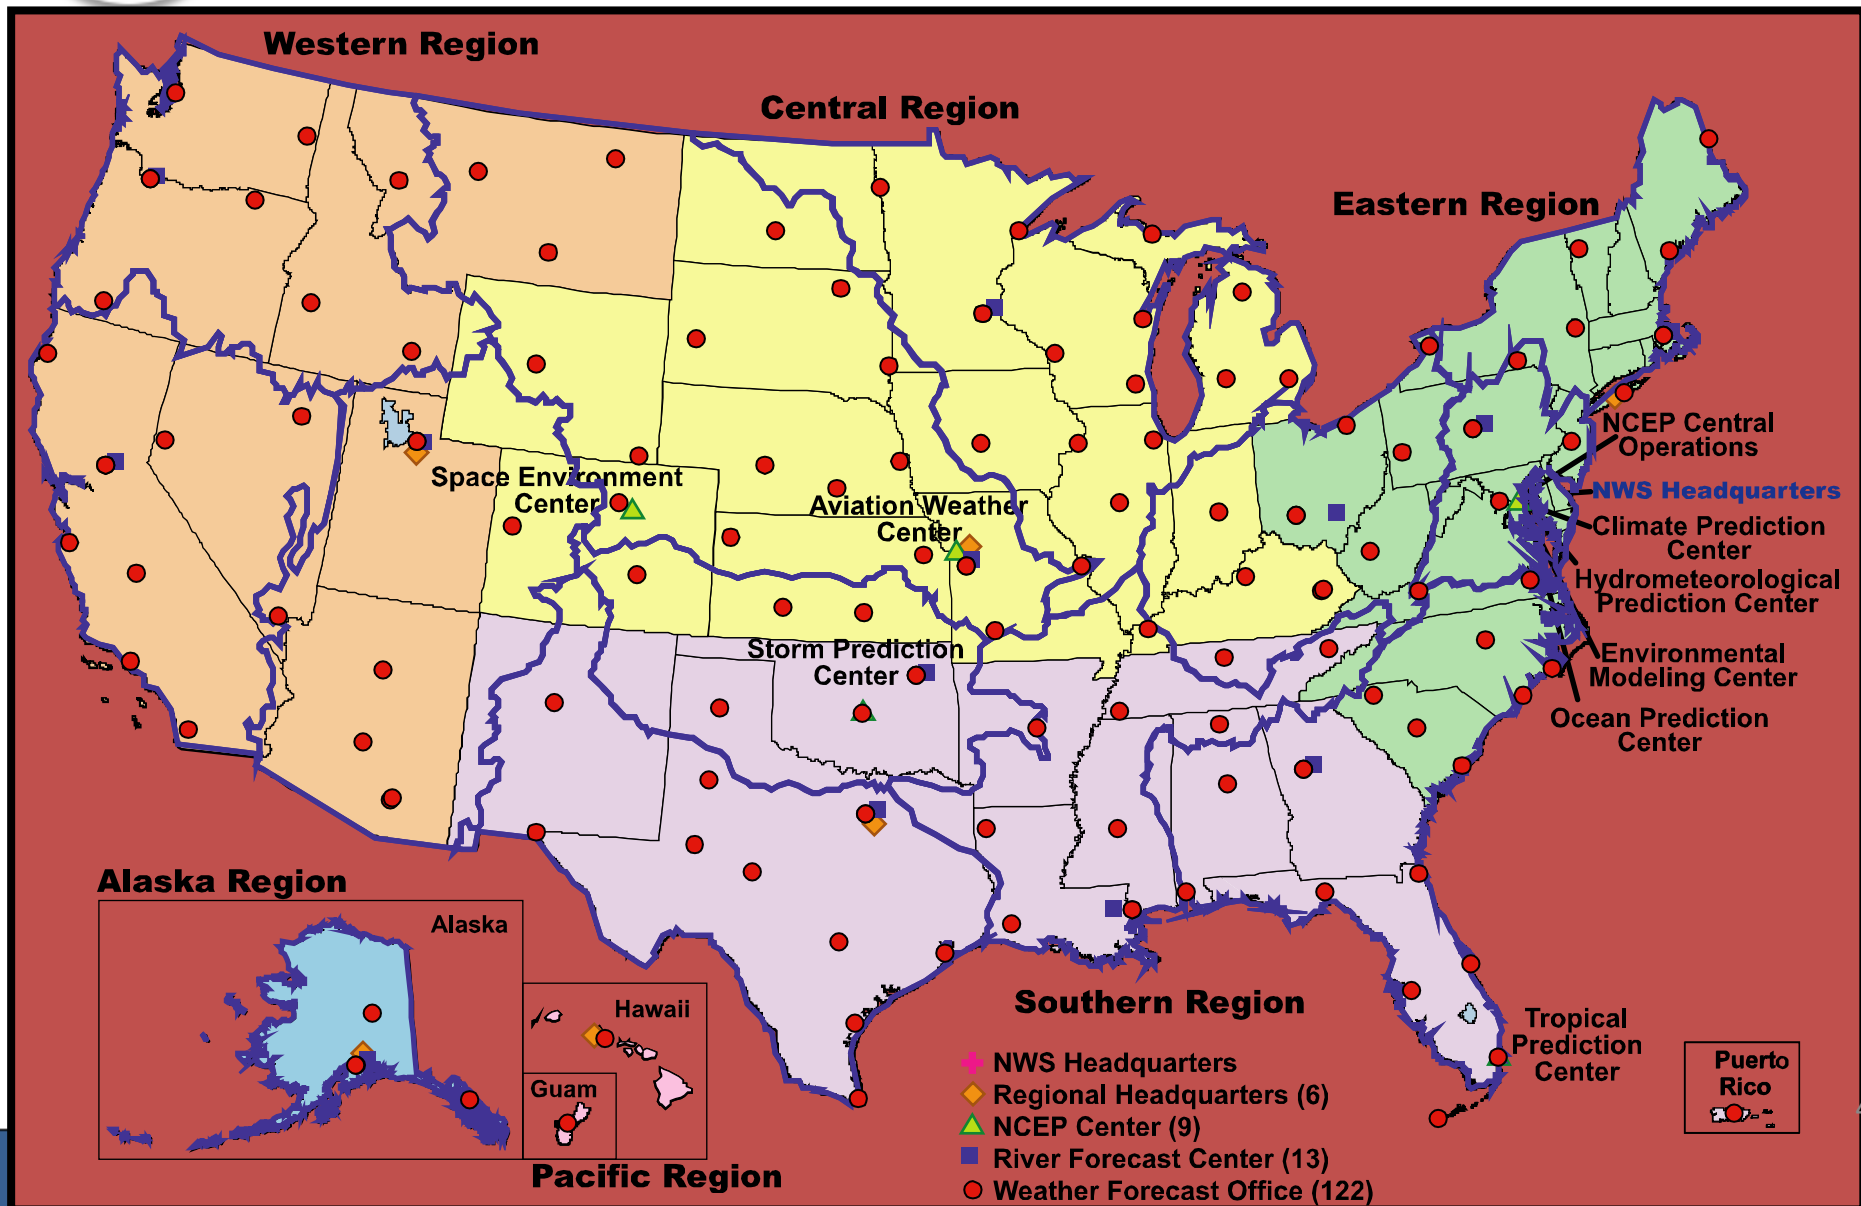 Western Region
Central Region
Eastern Region
NCEP Central
Operations
Space Environment
Center
NWS Headquarters
Aviation Weather
Center
Climate Prediction
Center
Hydrometeorological
Prediction Center
Storm Prediction
Center
Environmental
Modeling Center
Ocean Prediction
Center
Alaska Region
Alaska
Hawaii
Southern Region
Tropical
Prediction
Center
Guam
Puerto
Rico
NWS Headquarters
Regional Headquarters (6)
NCEP Center (9)
River Forecast Center (13)
Weather Forecast Office (122)
Pacific Region